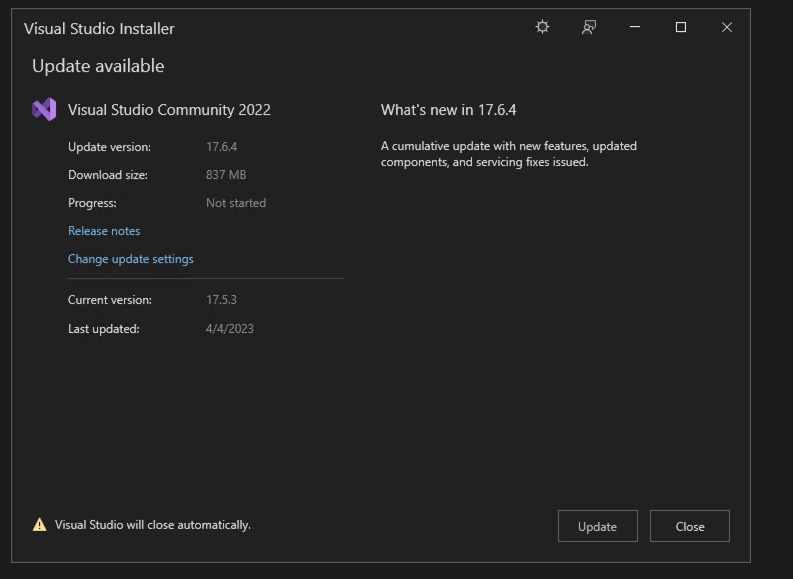 Visual Studio Installer
Update available
Visual Studio Community 2022
Update version: 17.6.4
Download size: 837 MB
Progress: Not started
Release notes
Change update settings
Current version: 17.5.3
Last updated: 4/4/2023
What's new in 17.6.4
A cumulative update with new features, updated
components, and servicing fixes issued.
Visual Studio will close automatically.
Update
Close